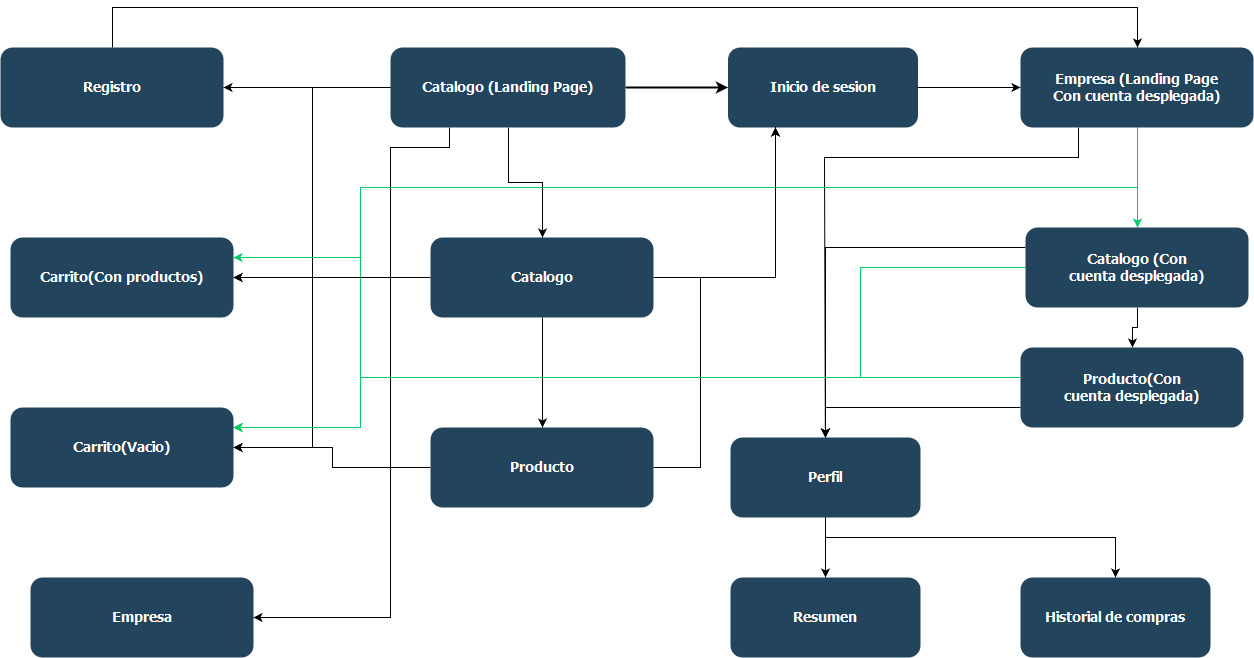 Registro
Catalogo (Landing Page)
Inicio de sesion
Empresa (Landing Page
Con cuenta desplegada)
Carrito(Con productos)
Catalogo
Catalogo (Con
cuenta desplegada)
Producto(Con
cuenta desplegada)
Carrito(Vacio)
Producto
Perfil
Empresa
Resumen
Historial de compras